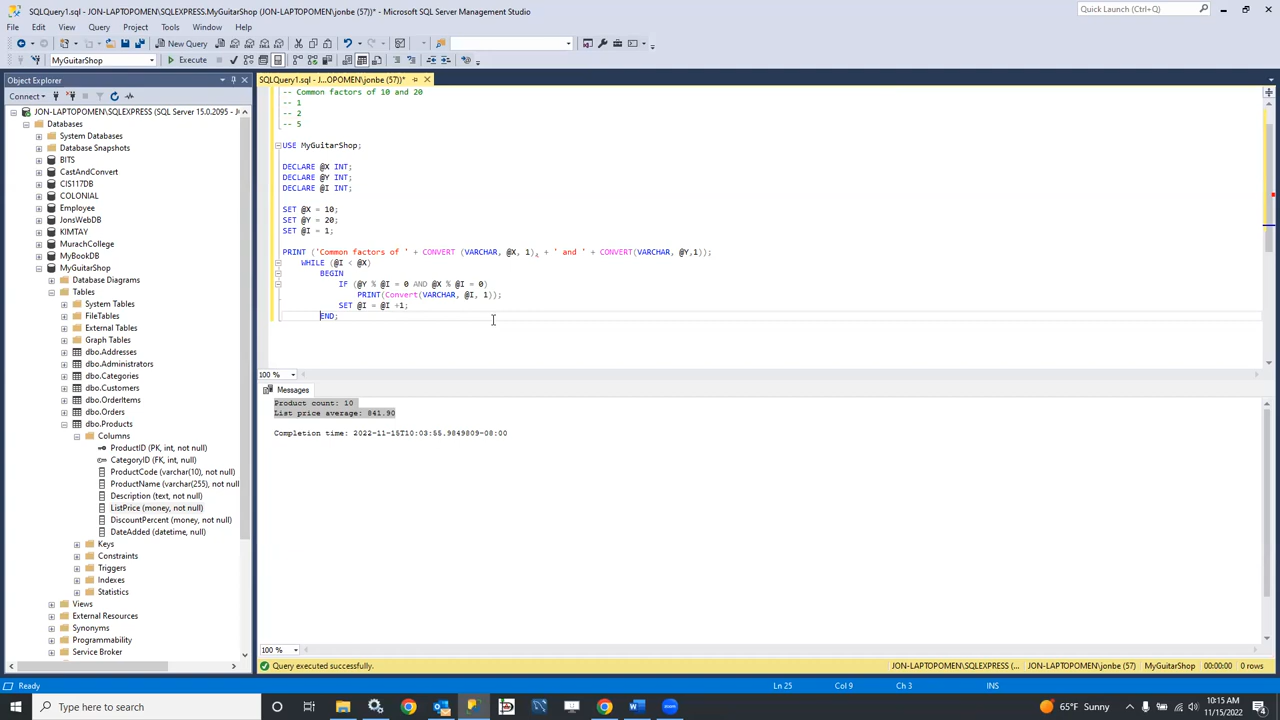 SQLQuery1.sql - JON-LAPTOPOMEN\SQLEXPRESS.MyGuitarShop (JON-LAPTOPOMEN\jonbe (57))* - Microsoft SQL Server Management Studio
Quick Launch (Ctrl+Q)
File Edit View Query Project Tools Window Help
New Query
MyGuitarShop
Execute
Object Explorer
SQLQuery1.sql - J...OPOMEN\jonbe (57))*
Connect
JON-LAPTOPOMEN\SQLEXPRESS (SQL Server 15.0.2095 - J
Databases
System Databases
Database Snapshots
BITS
CastAndConvert
CIS117DB
COLONIAL
Employee
JonsWebDB
KIMTAY
MurachCollege
MyBookDB
MyGuitarShop
Database Diagrams
Tables
System Tables
FileTables
External Tables
Graph Tables
dbo.Addresses
dbo.Administrators
dbo.Categories
dbo.Customers
dbo.OrderItems
dbo.Orders
dbo.Products
Columns
ProductID (PK, int, not null)
CategoryID (FK, int, null)
ProductCode (varchar(10), not null)
ProductName (varchar(255), not null
Description (text, not null)
ListPrice (money, not null)
DiscountPercent (money, not null)
DateAdded (datetime, null)
Keys
Constraints
Triggers
Indexes
Statistics
Views
External Resources
Synonyms
Programmability
Service Broker
-- Common factors of 10 and 20
-- 1
-- 2
-- 5
USE MyGuitarShop;
DECLARE @X INT;
DECLARE @Y INT;
DECLARE @I INT;
SET @X = 10;
SET @Y = 20;
SET @I = 1;
PRINT ('Common factors of ' + CONVERT (VARCHAR, @X, 1), + ' and ' + CONVERT(VARCHAR, @Y,1));
WHILE (@I < @X)
BEGIN
IF (@Y % @I = 0 AND @X % @I = 0)
PRINT(Convert(VARCHAR, @I, 1));
SET @I = @I +1;
END;
100 %
Messages
Product count: 10
List price average: 841.90
Completion time: 2022-11-15T10:03:55.9849809-08:00
100 %
Query executed successfully.
JON-LAPTOPOMEN\SQLEXPRESS (... JON-LAPTOPOMEN\jonbe (57) MyGuitarShop 00:00:00 0 rows
Ready
Ln 25 Col 9 Ch 3 INS
Type here to search
65°F Sunny
10:15 AM
11/15/2022